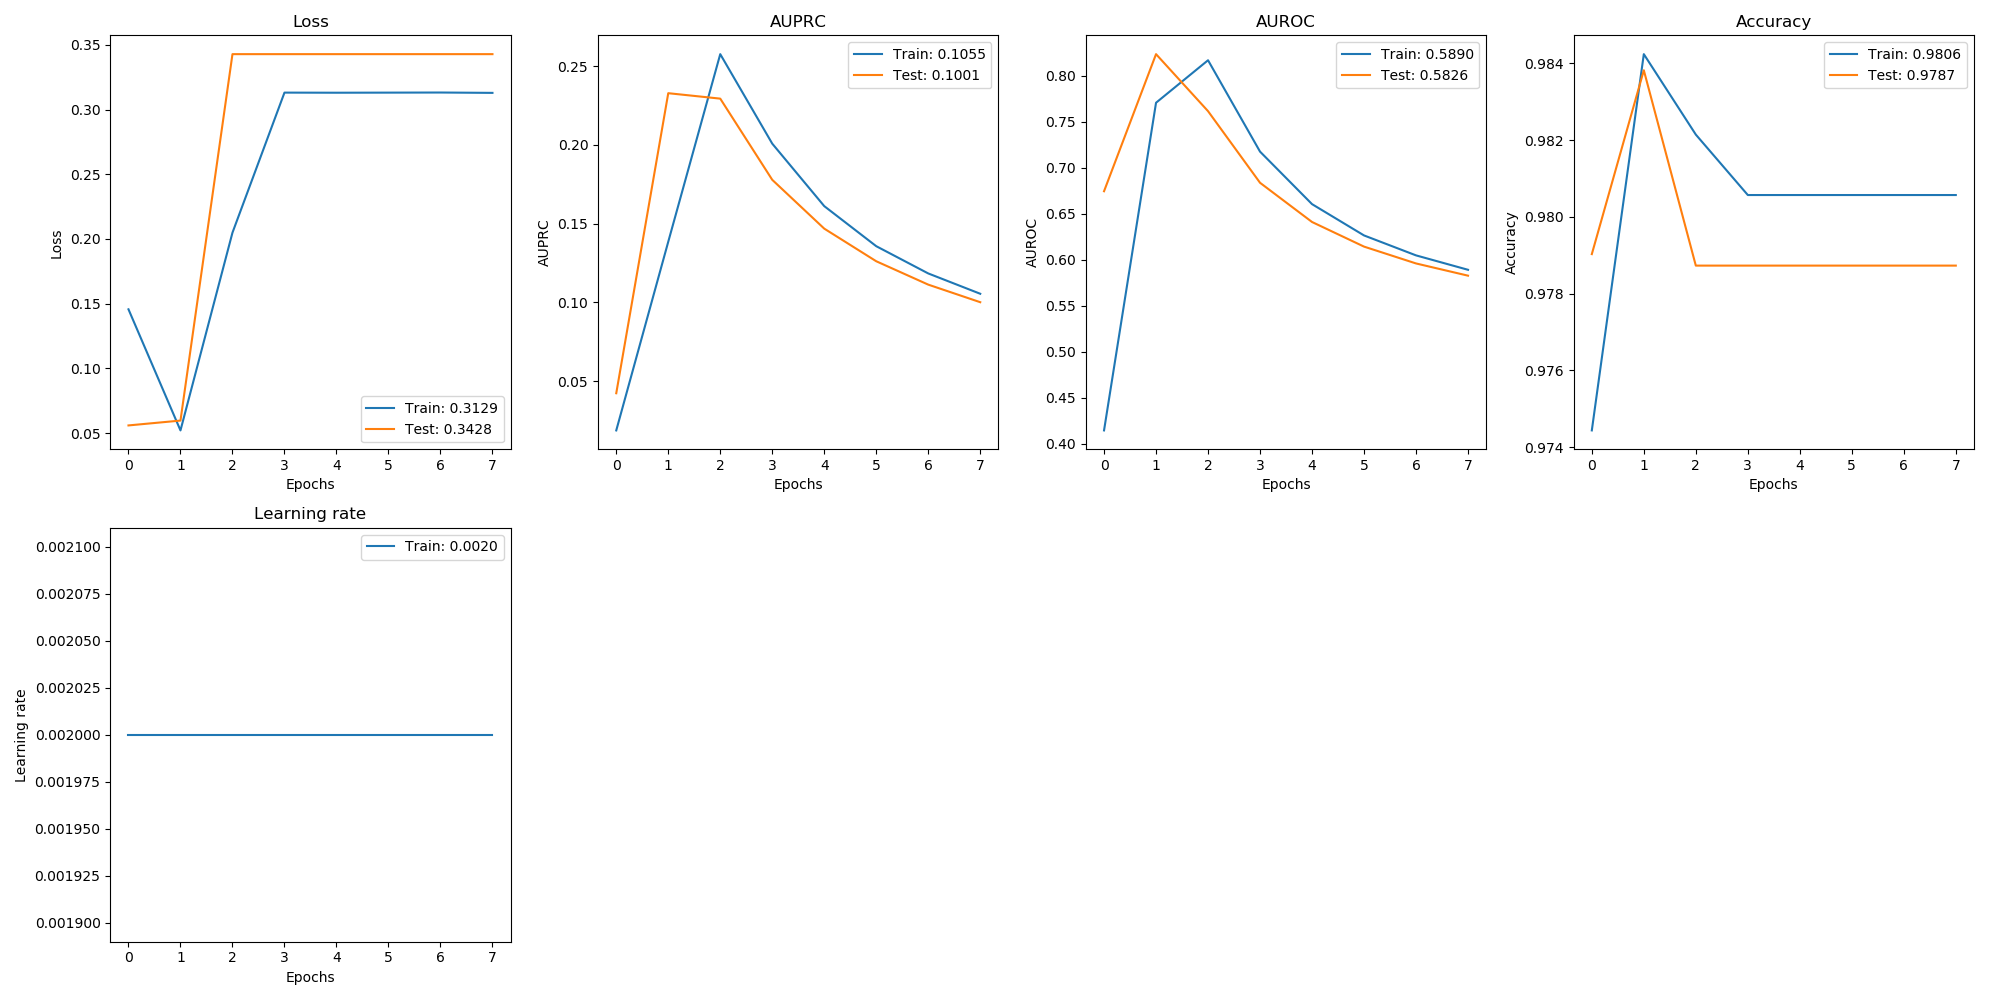 Loss
0.35
0.30
0.25
0.20
0.15
0.10
0.05
Loss
Train: 0.3129
Test: 0.3428
0 1 2 3 4 5 6 7
Epochs
AUPRC
0.25
0.20
0.15
0.10
0.05
AUPRC
Train: 0.1055
Test: 0.1001
0 1 2 3 4 5 6 7
Epochs
AUROC
0.80
0.75
0.70
0.65
0.60
0.55
0.50
0.45
0.40
AUROC
Train: 0.5890
Test: 0.5826
0 1 2 3 4 5 6 7
Epochs
Accuracy
0.984
0.982
0.980
0.978
0.976
0.974
Accuracy
Train: 0.9806
Test: 0.9787
0 1 2 3 4 5 6 7
Epochs
Learning rate
0.002100
0.002075
0.002050
0.002025
0.002000
0.001975
0.001950
0.001925
0.001900
Learning rate
Train: 0.0020
0 1 2 3 4 5 6 7
Epochs